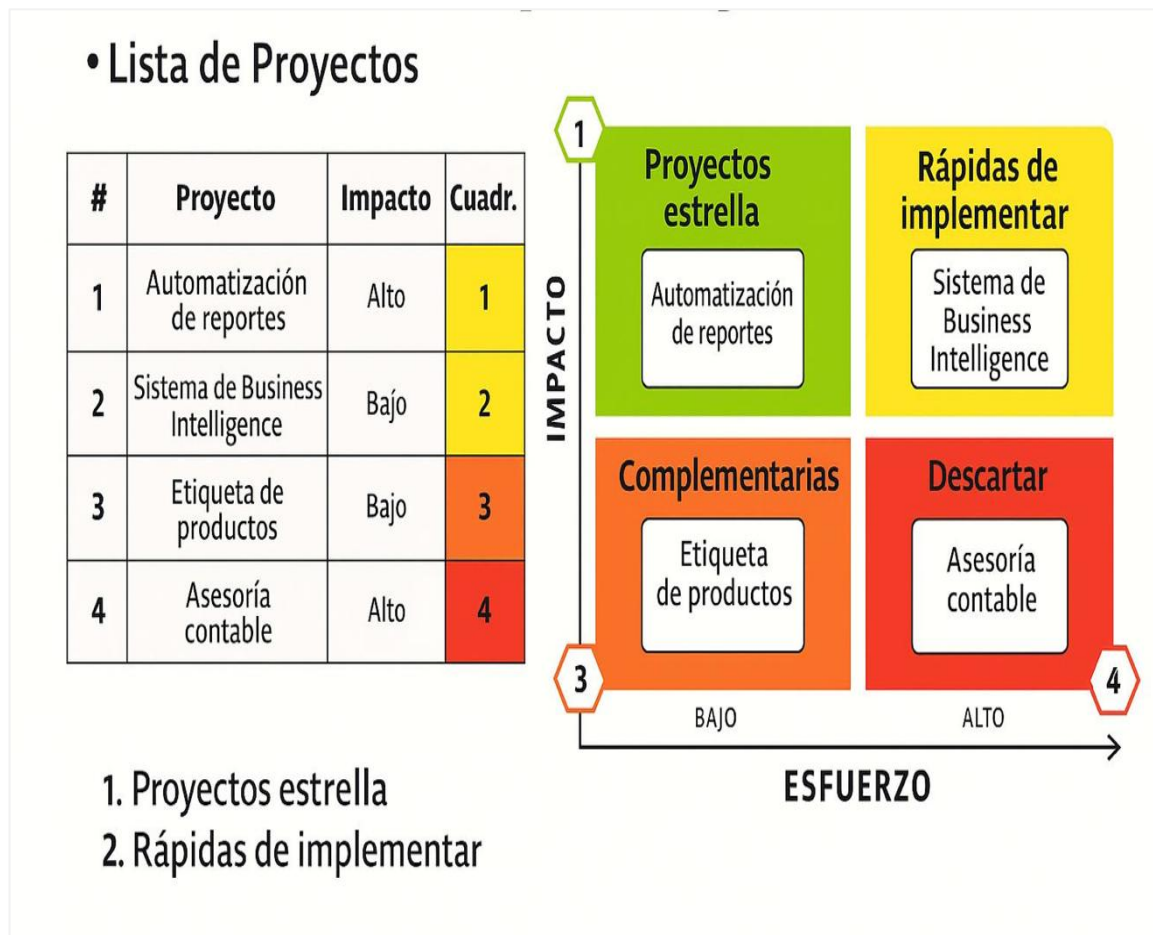 • Lista de Proyectos
# Proyecto Impacto Cuadr.
1 Automatización de reportes Alto 1
2 Sistema de Business Intelligence Bajo 2
3 Etiqueta de productos Bajo 3
4 Asesoría contable Alto 4
1. Proyectos estrella
2. Rápidas de implementar
1
Proyectos
estrella
Automatización
de reportes
Rápidas de
implementar
Sistema de
Business
Intelligence
IMPACTO
Complementarias
Etiqueta
de productos
Descartar
Asesoría
contable
3
4
BAJO
ALTO
ESFUERZO